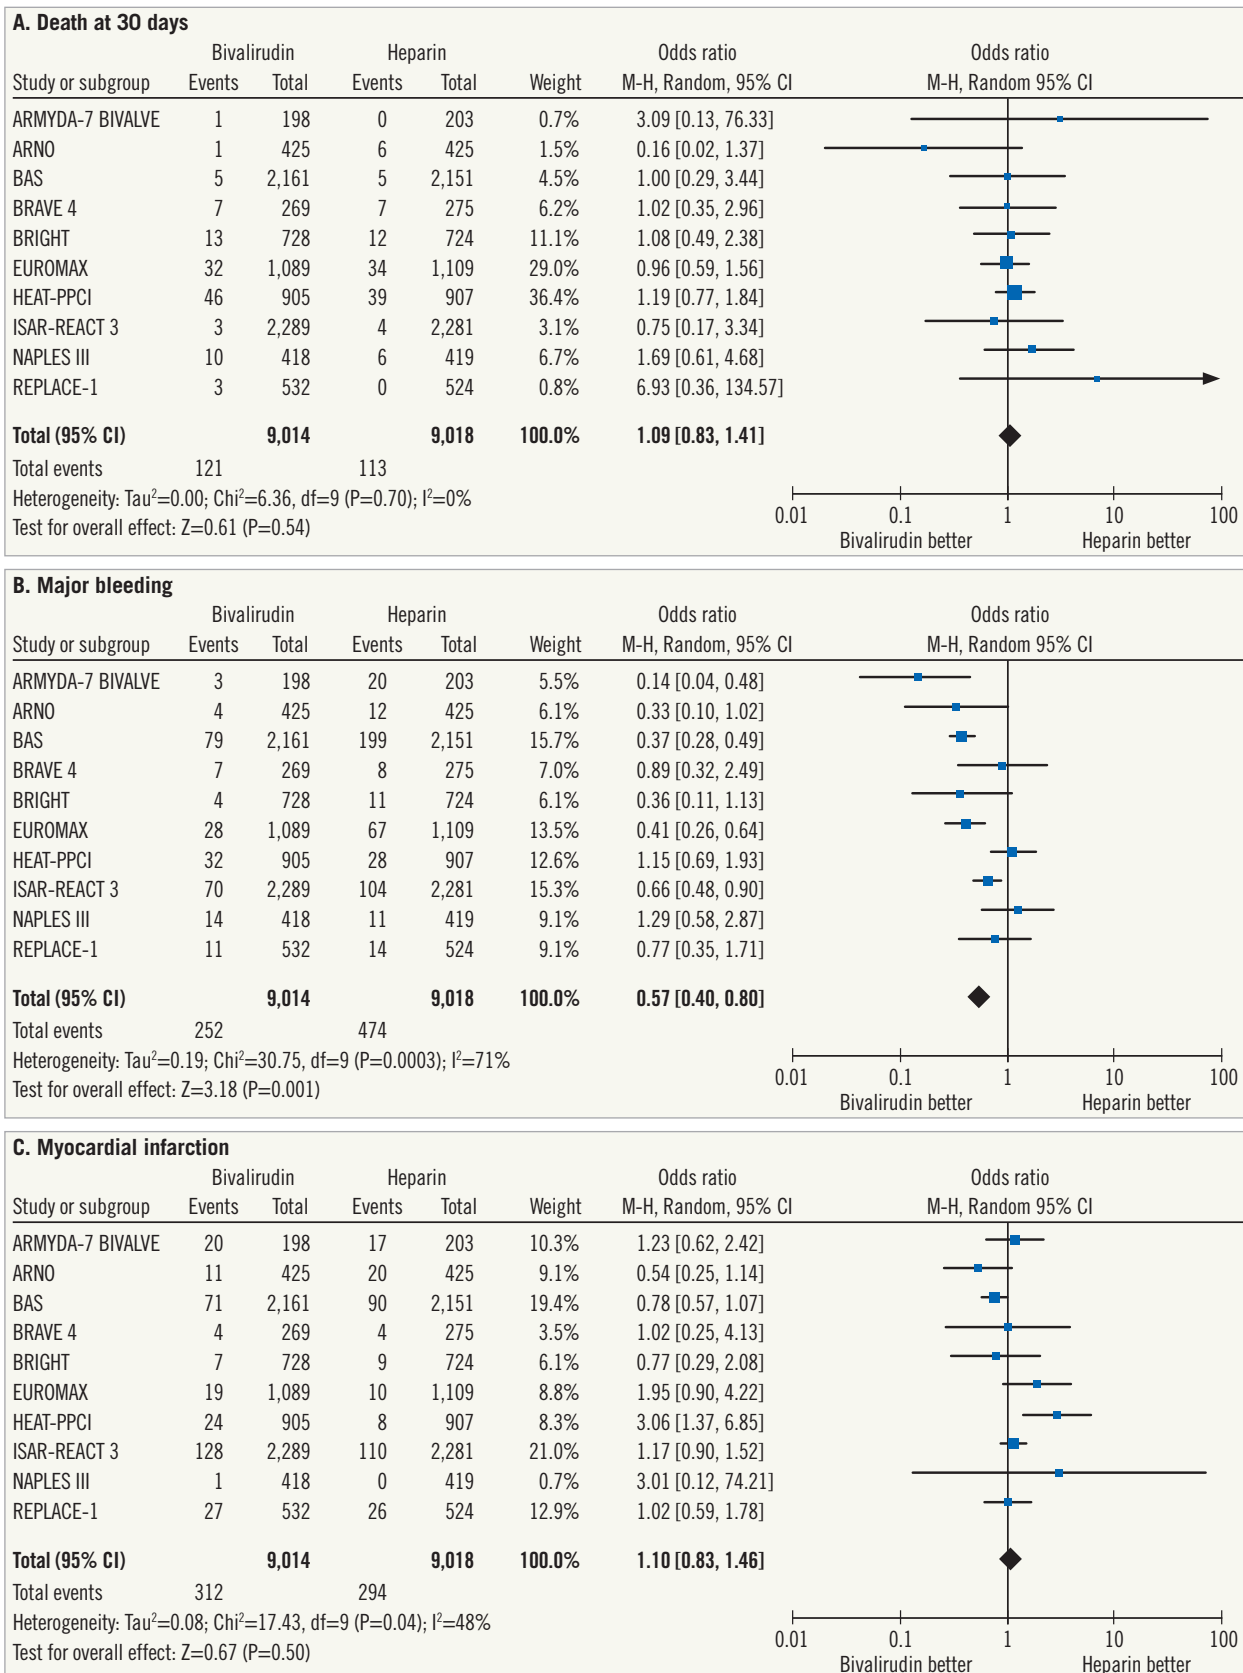 A. Death at 30 days
Bivalirudin Heparin Odds ratio Odds ratio
Study or subgroup Events Total Events Total Weight M-H, Random, 95% CI M-H, Random 95% CI
ARMYDA-7 BIVALVE 1 198 0 203 0.7% 3.09 [0.13, 76.33]
ARNO 1 425 6 425 1.5% 0.16 [0.02, 1.37]
BAS 5 2,161 5 2,151 4.5% 1.00 [0.29, 3.44]
BRAVE 4 7 269 7 275 6.2% 1.02 [0.35, 2.96]
BRIGHT 13 728 12 724 11.1% 1.08 [0.49, 2.38]
EUROMAX 32 1,089 34 1,109 29.0% 0.96 [0.59, 1.56]
HEAT-PPCI 46 905 39 907 36.4% 1.19 [0.77, 1.84]
ISAR-REACT 3 3 2,289 4 2,281 3.1% 0.75 [0.17, 3.34]
NAPLES III 10 418 6 419 6.7% 1.69 [0.61, 4.68]
REPLACE-1 3 532 0 524 0.8% 6.93 [0.36, 134.57]
Total (95% CI) 9,014 9,018 100.0% 1.09 [0.83, 1.41]
Total events 121 113
Heterogeneity: Tau²=0.00; Chi²=6.36, df=9 (P=0.70); I²=0%
Test for overall effect: Z=0.61 (P=0.54)
0.01 0.1 1 10 100
Bivalirudin better Heparin better
B. Major bleeding
Bivalirudin Heparin Odds ratio Odds ratio
Study or subgroup Events Total Events Total Weight M-H, Random, 95% CI M-H, Random 95% CI
ARMYDA-7 BIVALVE 3 198 20 203 5.5% 0.14 [0.04, 0.48]
ARNO 4 425 12 425 6.1% 0.33 [0.10, 1.02]
BAS 79 2,161 199 2,151 15.7% 0.37 [0.28, 0.49]
BRAVE 4 7 269 8 275 7.0% 0.89 [0.32, 2.49]
BRIGHT 4 728 11 724 6.1% 0.36 [0.11, 1.13]
EUROMAX 28 1,089 67 1,109 13.5% 0.41 [0.26, 0.64]
HEAT-PPCI 32 905 28 907 12.6% 1.15 [0.69, 1.93]
ISAR-REACT 3 70 2,289 104 2,281 15.3% 0.66 [0.48, 0.90]
NAPLES III 14 418 11 419 9.1% 1.29 [0.58, 2.87]
REPLACE-1 11 532 14 524 9.1% 0.77 [0.35, 1.71]
Total (95% CI) 9,014 9,018 100.0% 0.57 [0.40, 0.80]
Total events 252 474
Heterogeneity: Tau²=0.19; Chi²=30.75, df=9 (P=0.0003); I²=71%
Test for overall effect: Z=3.18 (P=0.001)
0.01 0.1 1 10 100
Bivalirudin better Heparin better
C. Myocardial infarction
Bivalirudin Heparin Odds ratio Odds ratio
Study or subgroup Events Total Events Total Weight M-H, Random, 95% CI M-H, Random 95% CI
ARMYDA-7 BIVALVE 20 198 17 203 10.3% 1.23 [0.62, 2.42]
ARNO 11 425 20 425 9.1% 0.54 [0.25, 1.14]
BAS 71 2,161 90 2,151 19.4% 0.78 [0.57, 1.07]
BRAVE 4 4 269 4 275 3.5% 1.02 [0.25, 4.13]
BRIGHT 7 728 9 724 6.1% 0.77 [0.29, 2.08]
EUROMAX 19 1,089 10 1,109 8.8% 1.95 [0.90, 4.22]
HEAT-PPCI 24 905 8 907 8.3% 3.06 [1.37, 6.85]
ISAR-REACT 3 128 2,289 110 2,281 21.0% 1.17 [0.90, 1.52]
NAPLES III 1 418 0 419 0.7% 3.01 [0.12, 74.21]
REPLACE-1 27 532 26 524 12.9% 1.02 [0.59, 1.78]
Total (95% CI) 9,014 9,018 100.0% 1.10 [0.83, 1.46]
Total events 312 294
Heterogeneity: Tau²=0.08; Chi²=17.43, df=9 (P=0.04); I²=48%
Test for overall effect: Z=0.67 (P=0.50)
0.01 0.1 1 10 100
Bivalirudin better Heparin better